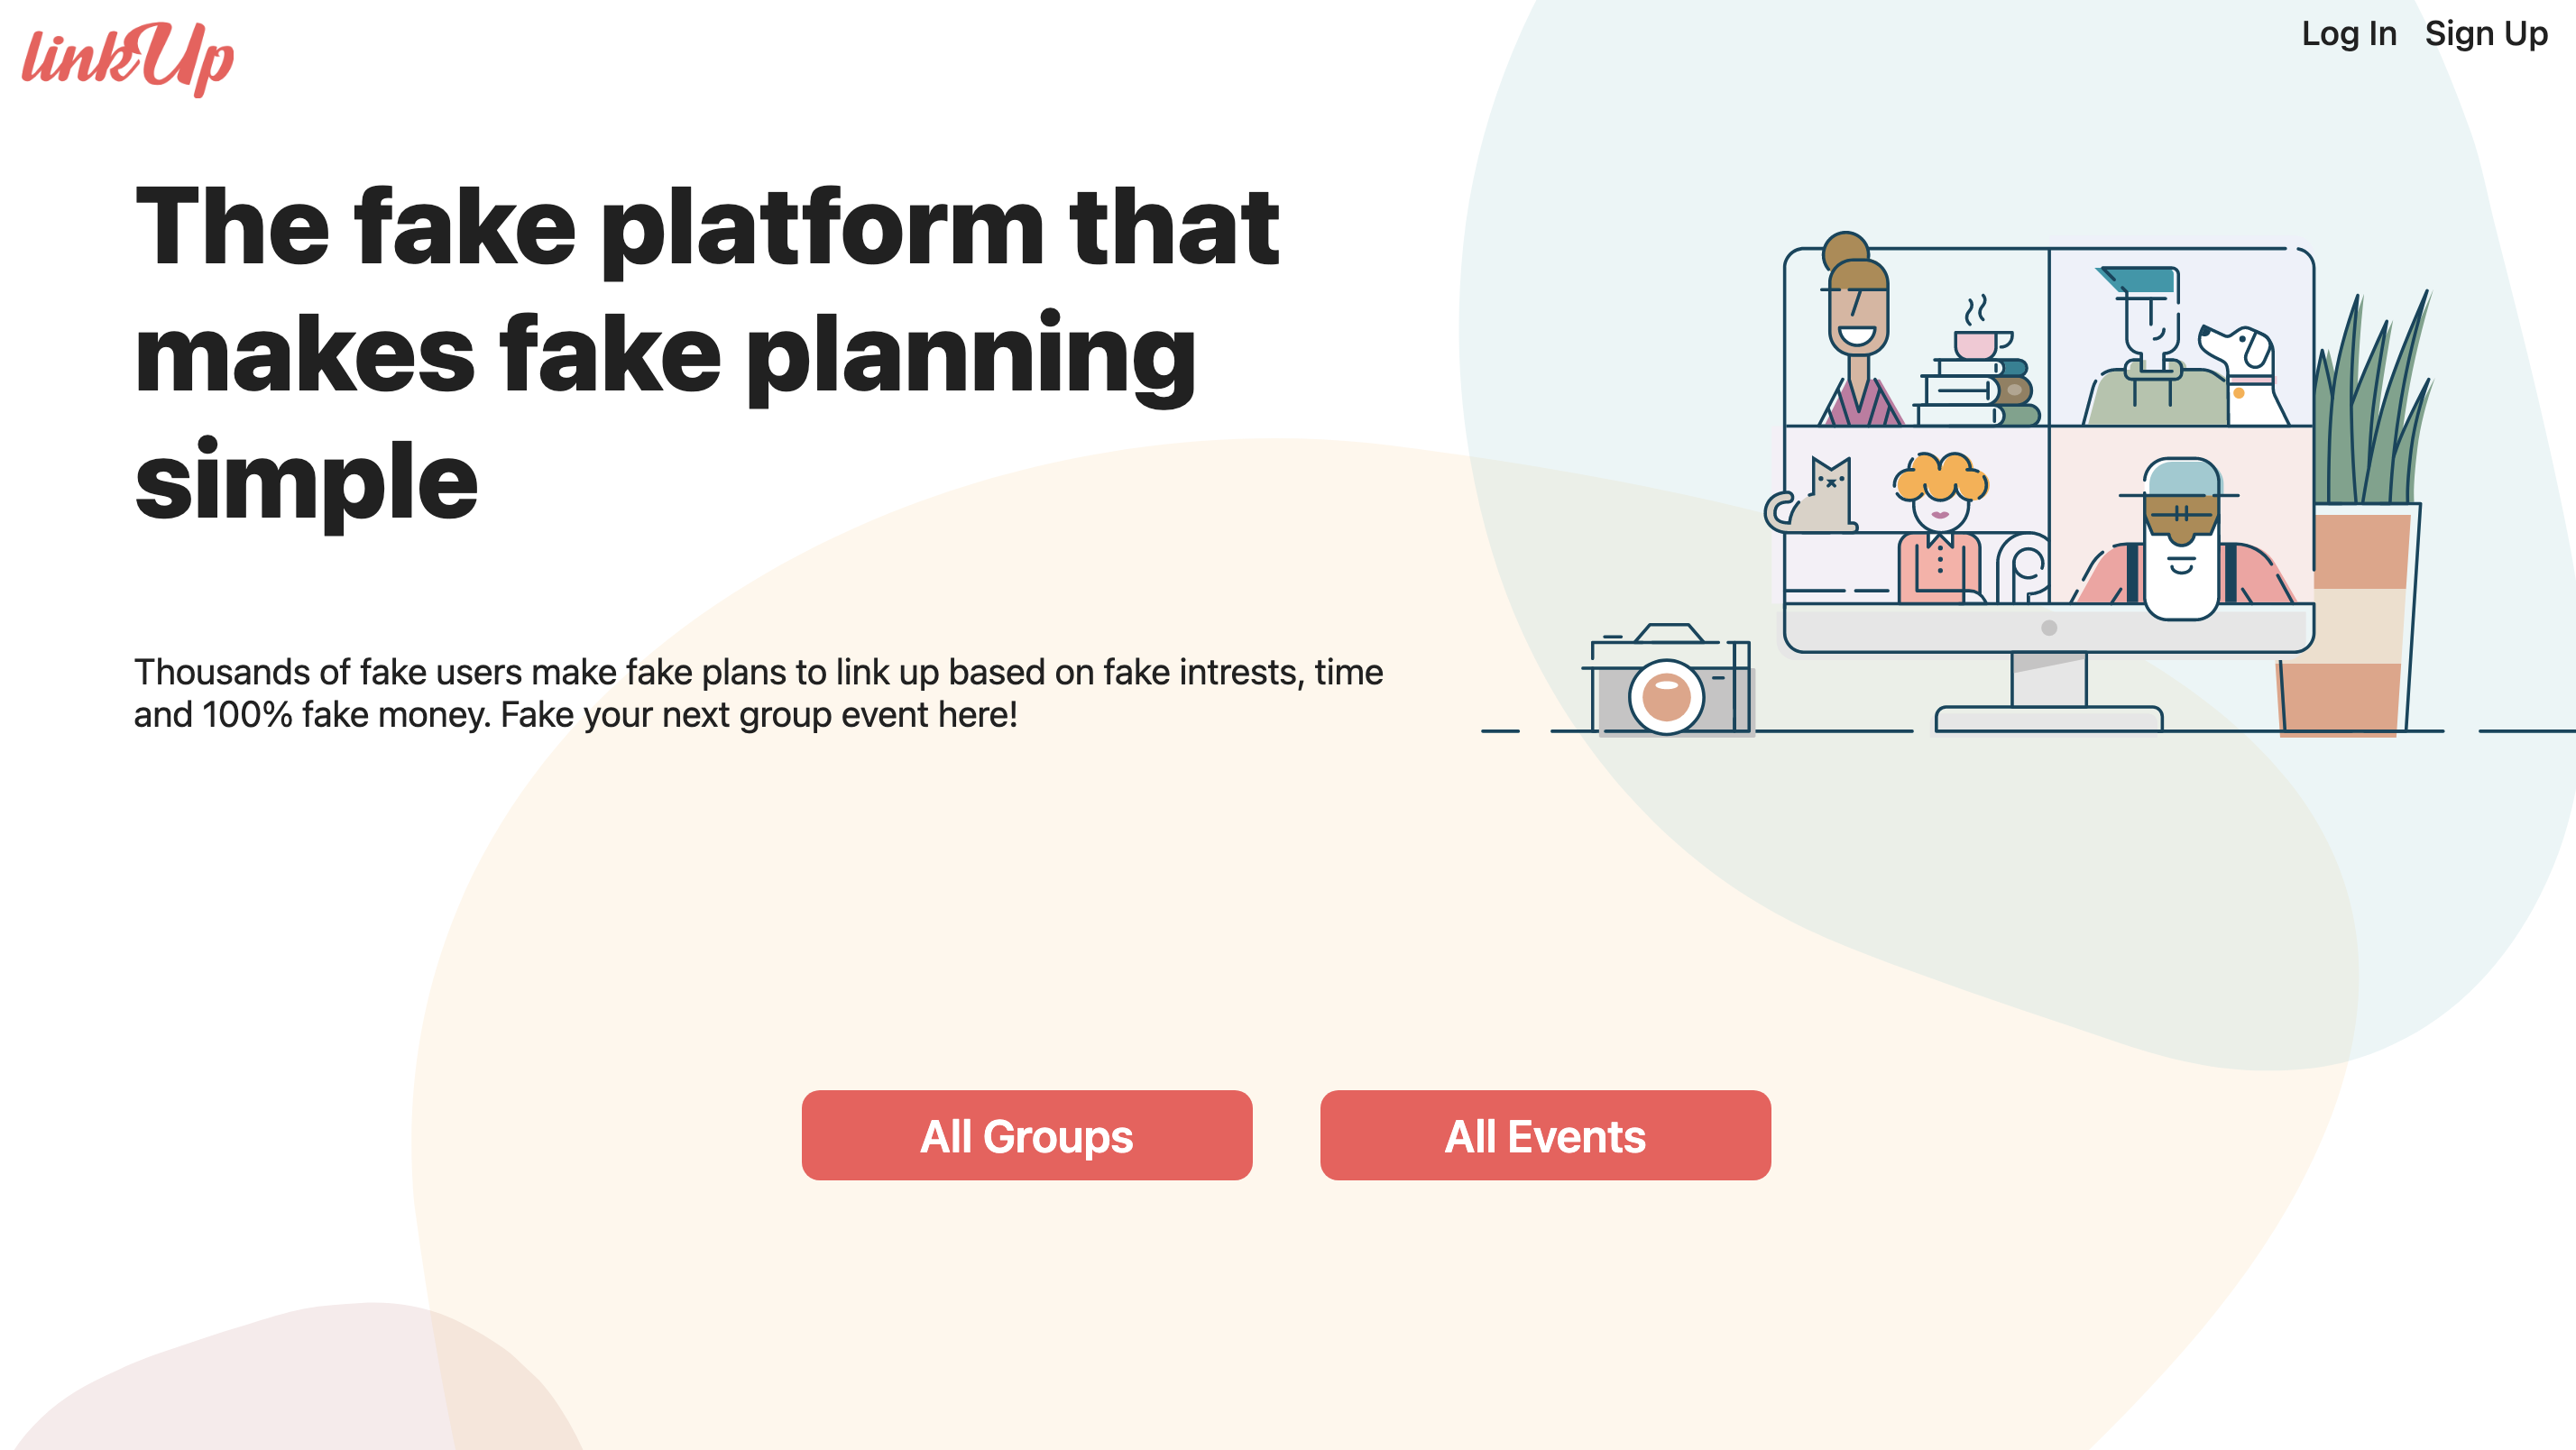 linkUp
Log In Sign Up
The fake platform that
makes fake planning
simple
Thousands of fake users make fake plans to link up based on fake intrests, time
and 100% fake money. Fake your next group event here!
All Groups
All Events